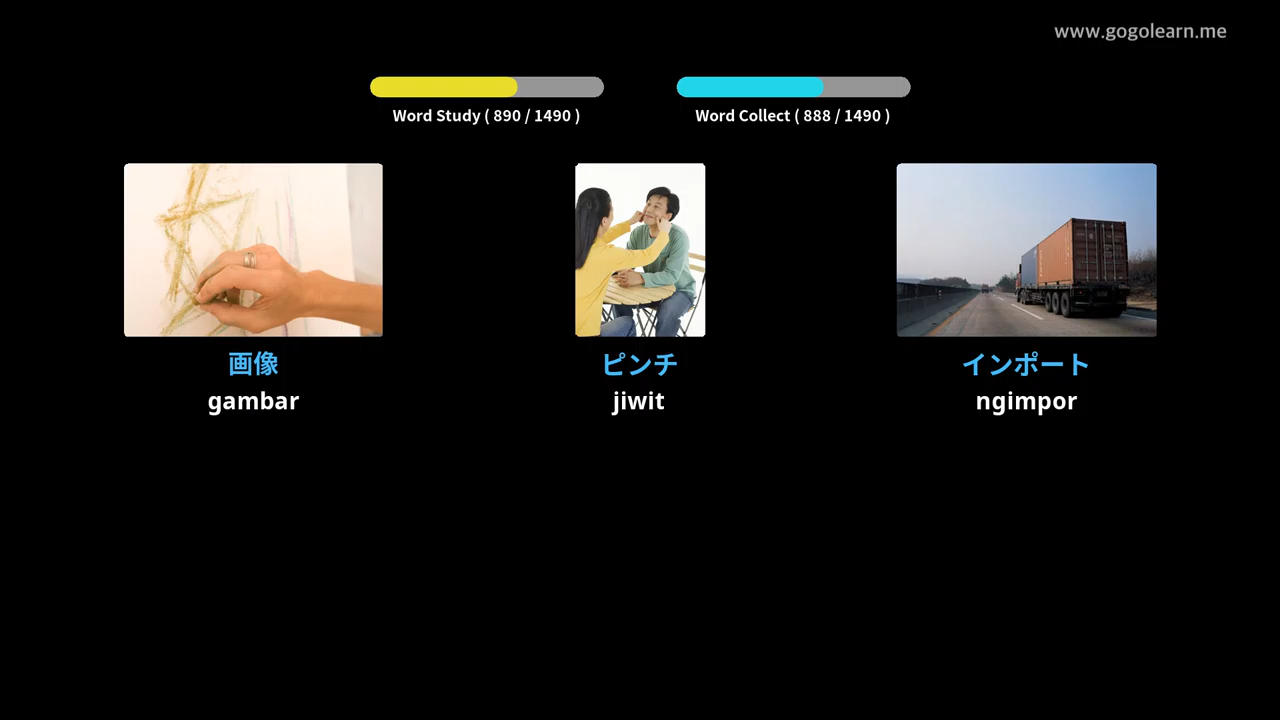 www.gogolearn.me
Word Study ( 890 / 1490 )
Word Collect ( 888 / 1490 )
画像
gambar
ピンチ
jiwit
インポート
ngimpor